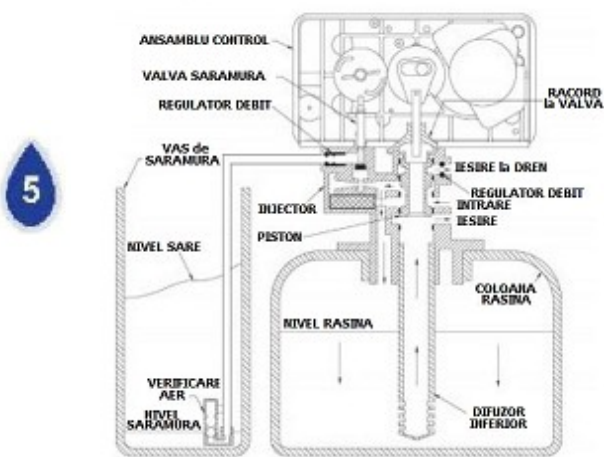 ANSAMBLU CONTROL
VALVA SARAMURA
REGULATOR DEBIT
VAS de
SARAMURA
5
RACORD
la VALVA
IESIRE la DREN
REGULATOR DEBIT
INTRARE
IESIRE
INJECTOR
PISTON
NIVEL SARE
COLOANA
RASINA
NIVEL RASINA
VERIFICARE
AER
NIVEL
SARAMURA
DIFUZOR
INFERIOR